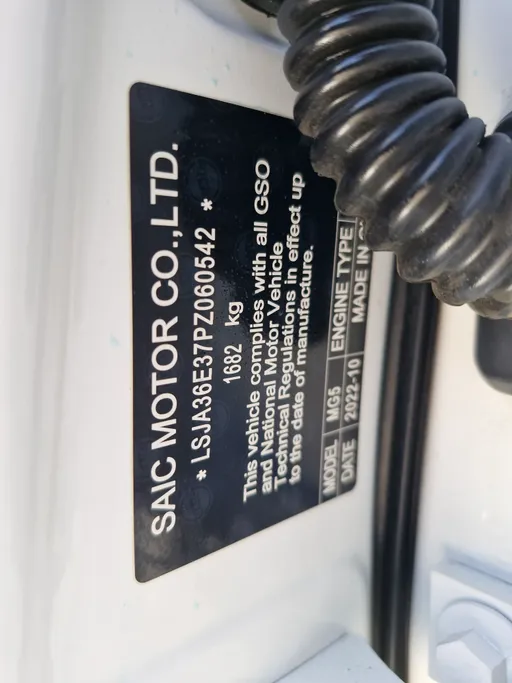 SAIC MOTOR CO.,LTD.
* LSJA36E37PZ060542 *
1682 kg
This vehicle complies with all GSO
and National Motor Vehicle
Technical Regulations in effect up
to the date of manufacture.
MODEL MG5 ENGINE TYPE
DATE 2022-10 MADE IN